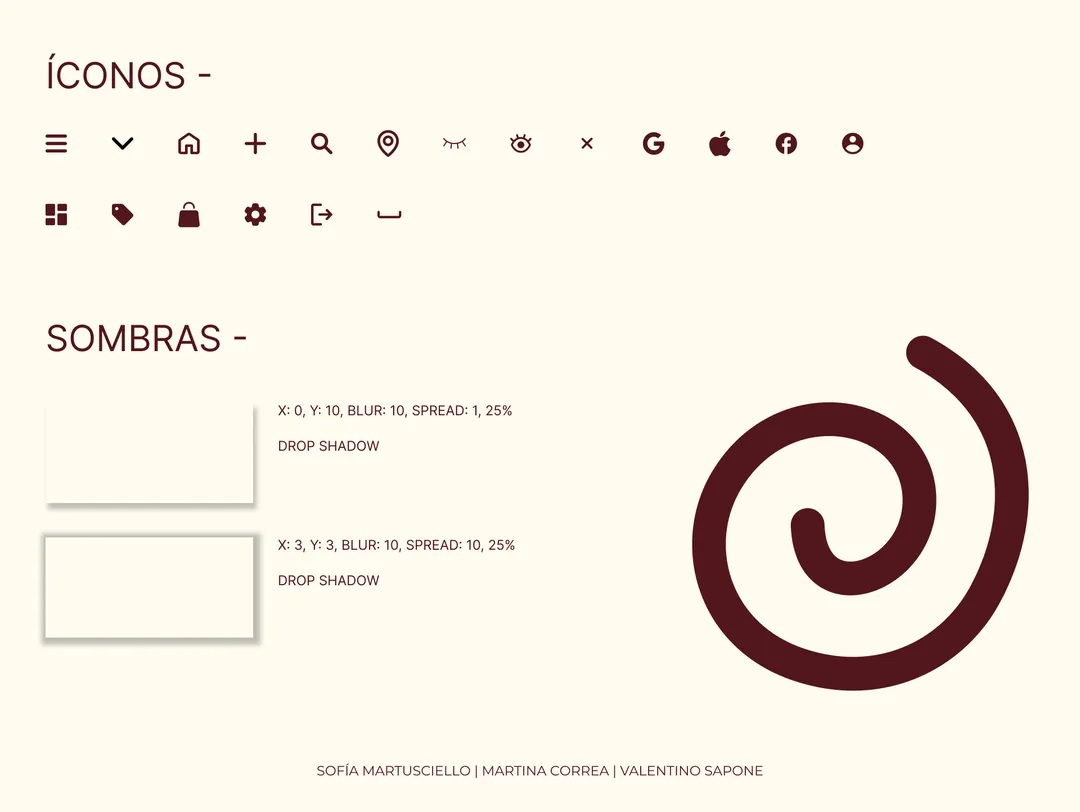 ÍCONOS -
SOMBRAS -
X: 0, Y: 10, BLUR: 10, SPREAD: 1, 25%
DROP SHADOW
X: 3, Y: 3, BLUR: 10, SPREAD: 10, 25%
DROP SHADOW
SOFÍA MARTUSCIELLO | MARTINA CORREA | VALENTINO SAPONE